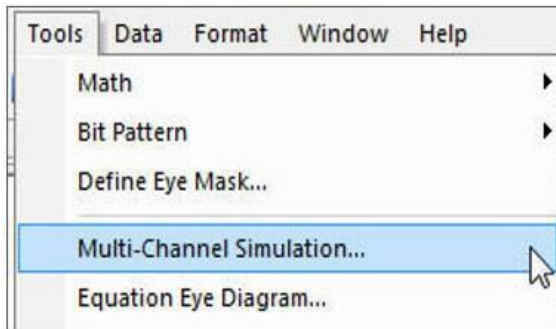 Tools Data Format Window Help
Math
Bit Pattern
Define Eye Mask...
Multi-Channel Simulation...
Equation Eye Diagram...